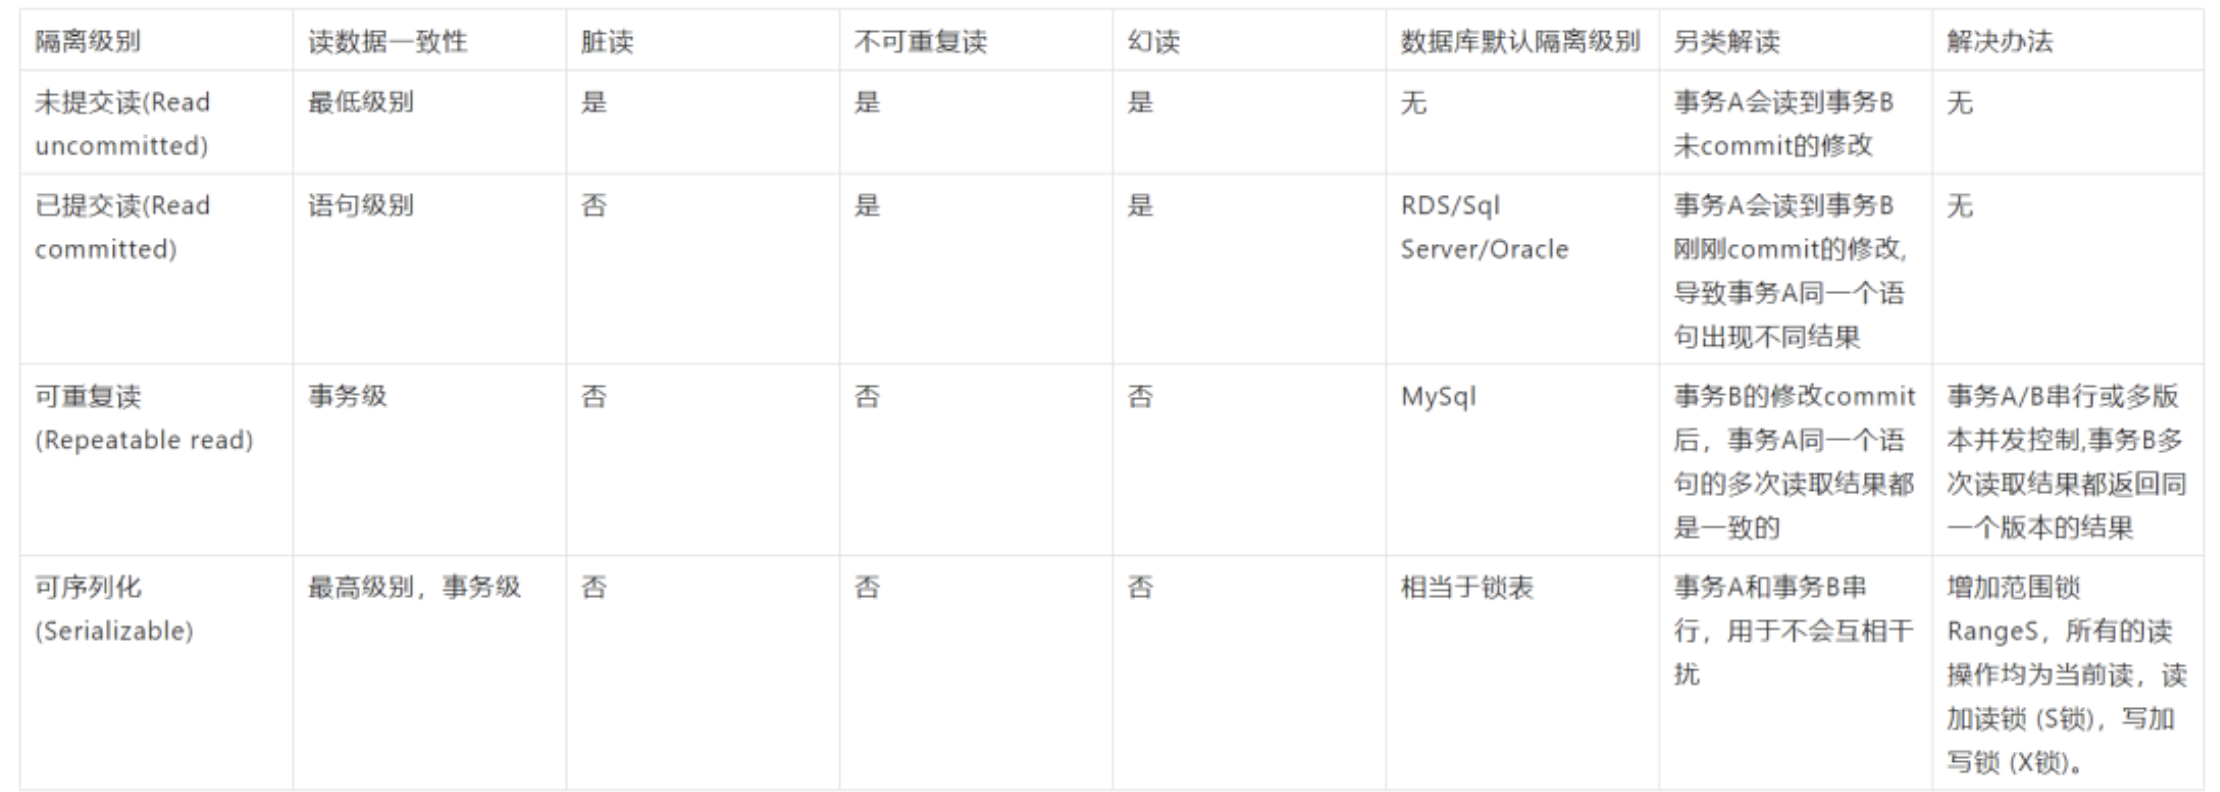 隔离级别
读数据一致性
脏读
不可重复读
幻读
数据库默认隔离级别
另类解读
解决办法
未提交读(Read
uncommitted)
最低级别
是
是
是
无
事务A会读到事务B
未commit的修改
无
已提交读(Read
committed)
语句级别
否
是
是
RDS/Sql
Server/Oracle
事务A会读到事务B
刚刚commit的修改,
导致事务A同一个语
句出现不同结果
无
可重复读
(Repeatable read)
事务级
否
否
否
MySql
事务B的修改commit
后，事务A同一个语
句的多次读取结果都
是一致的
事务A/B串行或多版
本并发控制,事务B多
次读取结果都返回同
一个版本的结果
可序列化
(Serializable)
最高级别，事务级
否
否
否
相当于锁表
事务A和事务B串
行，用于不会互相干
扰
增加范围锁
RangeS，所有的读
操作均为当前读，读
加读锁 (S锁)，写加
写锁 (X锁)。